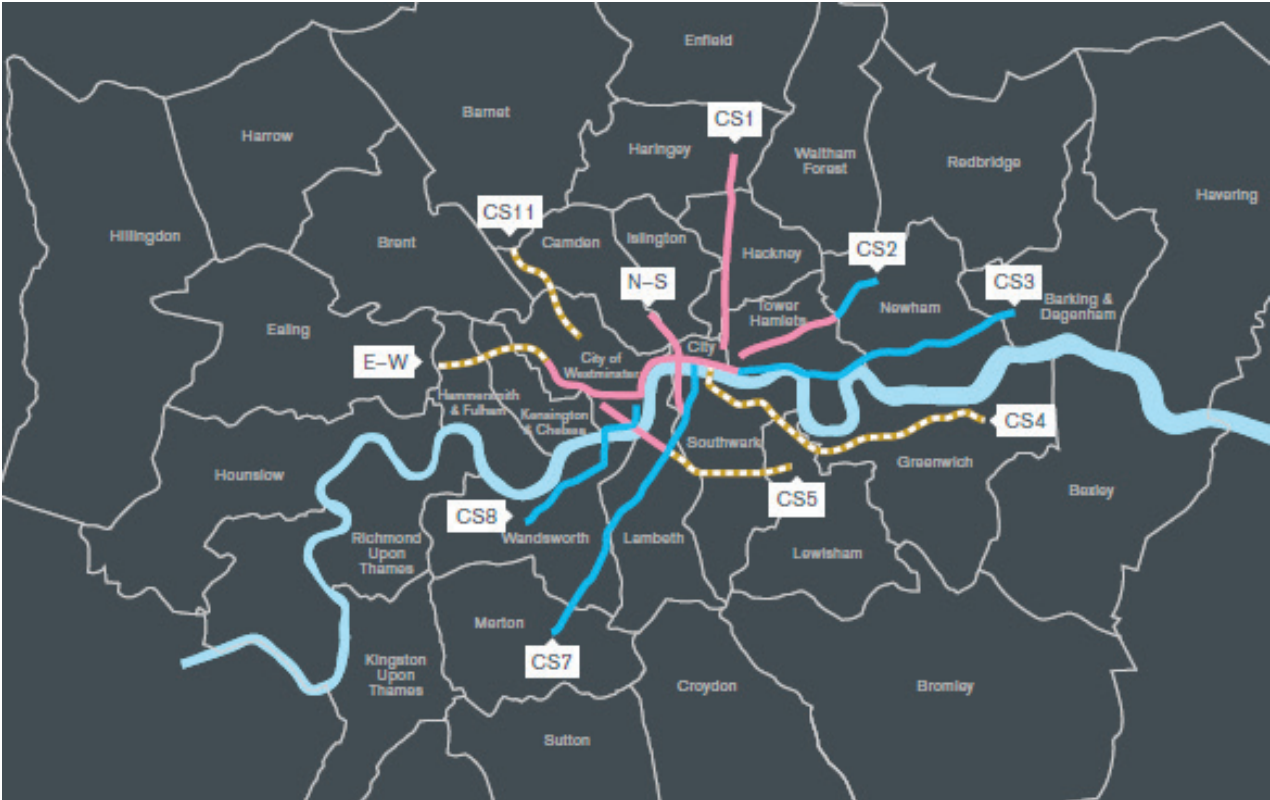 Enfield
Barnet
CS1
Harrow
Haringey
Waltham
Forest
Redbridge
Havering
CS11
Hillingdon
Brent
Camden
Islington
Hackney
CS2
N–S
CS3
Tower
Hamlets
Newham
Barking &
Dagenham
Ealing
City
E–W
City of
Westminster
Hammersmith
& Fulham
Kensington
& Chelsea
CS4
Southwark
Greenwich
Hounslow
CS5
Bexley
CS8
Richmond
Upon
Thames
Wandsworth
Lambeth
Lewisham
Merton
CS7
Kingston
Upon
Thames
Croydon
Bromley
Sutton